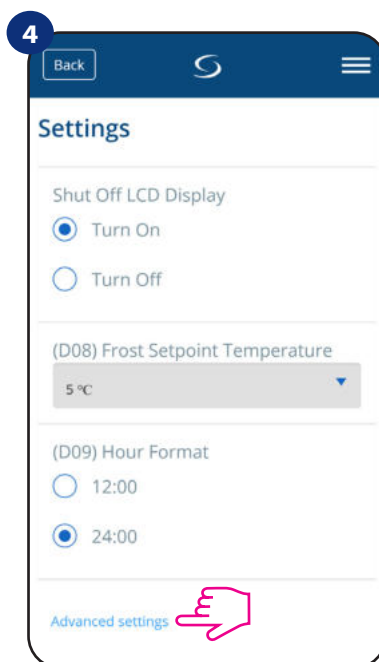 4
Back
Settings
Shut Off LCD Display
Turn On
Turn Off
(D08) Frost Setpoint Temperature
5 °C
(D09) Hour Format
12:00
24:00
Advanced settings